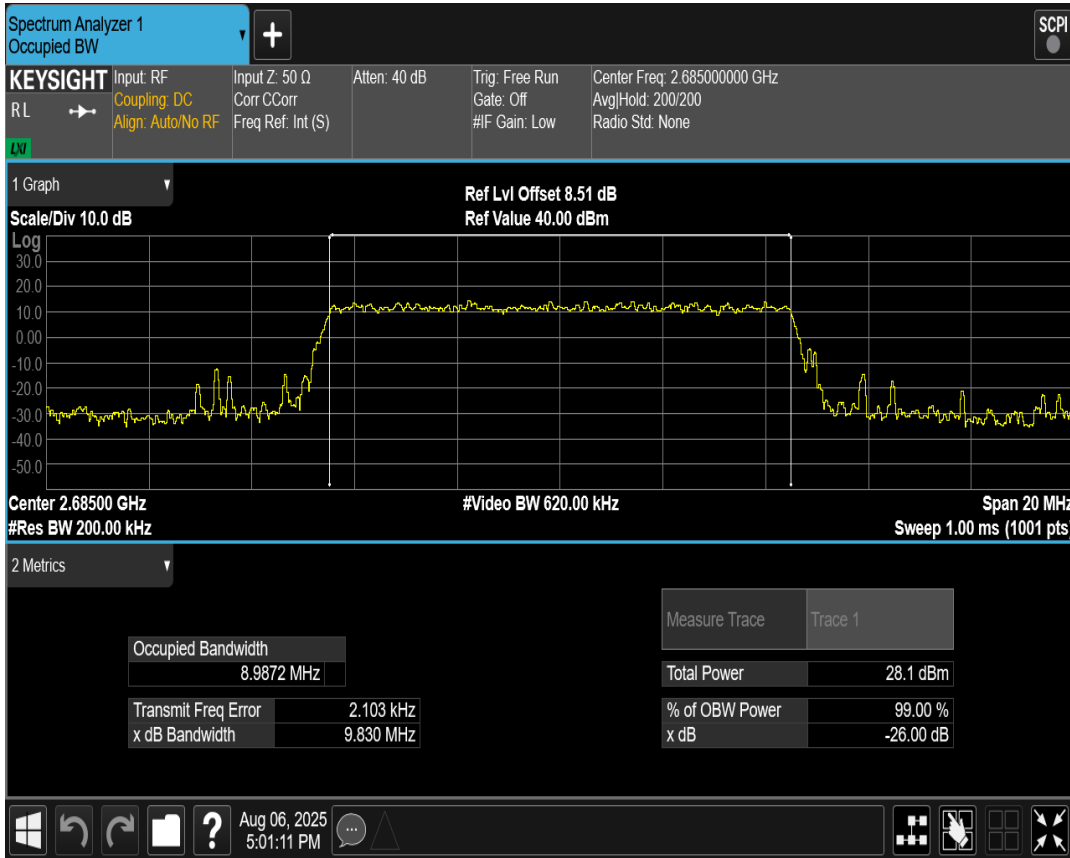 Spectrum Analyzer 1
Occupied BW
+
SCPI
KEYSIGHT
RL
LXI
Input: RF
Coupling: DC
Align: Auto/No RF
Input Z: 50 Ω
Corr CCorr
Freq Ref: Int (S)
Atten: 40 dB
Trig: Free Run
Gate: Off
#IF Gain: Low
Center Freq: 2.685000000 GHz
Avg|Hold: 200/200
Radio Std: None
1 Graph
Scale/Div 10.0 dB
Ref Lvl Offset 8.51 dB
Ref Value 40.00 dBm
Log
30.0
20.0
10.0
0.00
-10.0
-20.0
-30.0
-40.0
-50.0
Center 2.68500 GHz
#Video BW 620.00 kHz
Span 20 MHz
#Res BW 200.00 kHz
Sweep 1.00 ms (1001 pts)
2 Metrics
Measure Trace Trace 1
Occupied Bandwidth
8.9872 MHz
Total Power 28.1 dBm
Transmit Freq Error 2.103 kHz
% of OBW Power 99.00 %
x dB Bandwidth 9.830 MHz
x dB -26.00 dB
?
Aug 06, 2025
5:01:11 PM